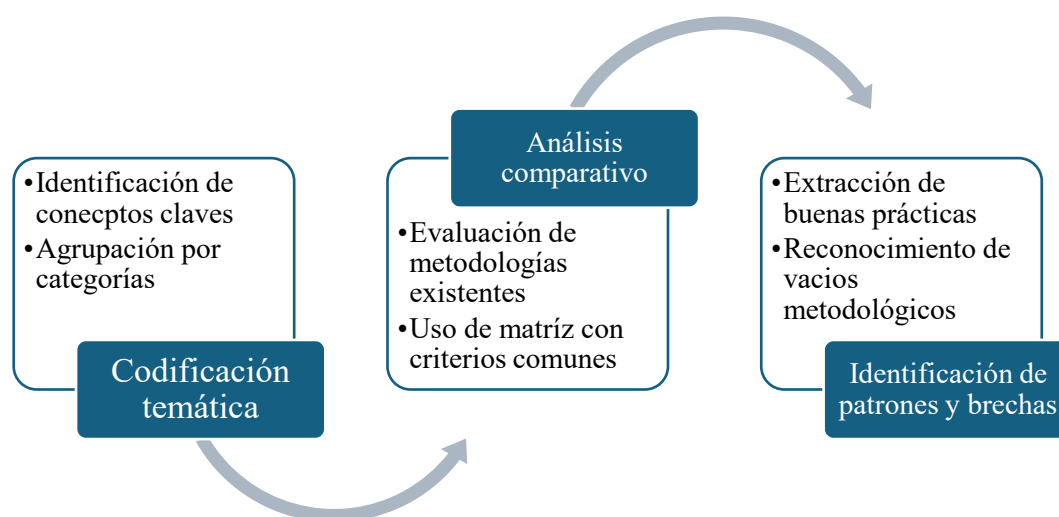 •Identificación de
conecptos claves
•Agrupación por
categorías
Codificación
temática
Análisis
comparativo
•Evaluación de
metodologías
existentes
•Uso de matríz con
criterios comunes
•Extracción de
buenas prácticas
•Reconocimiento de
vacios
metodológicos
Identificación de
patrones y brechas